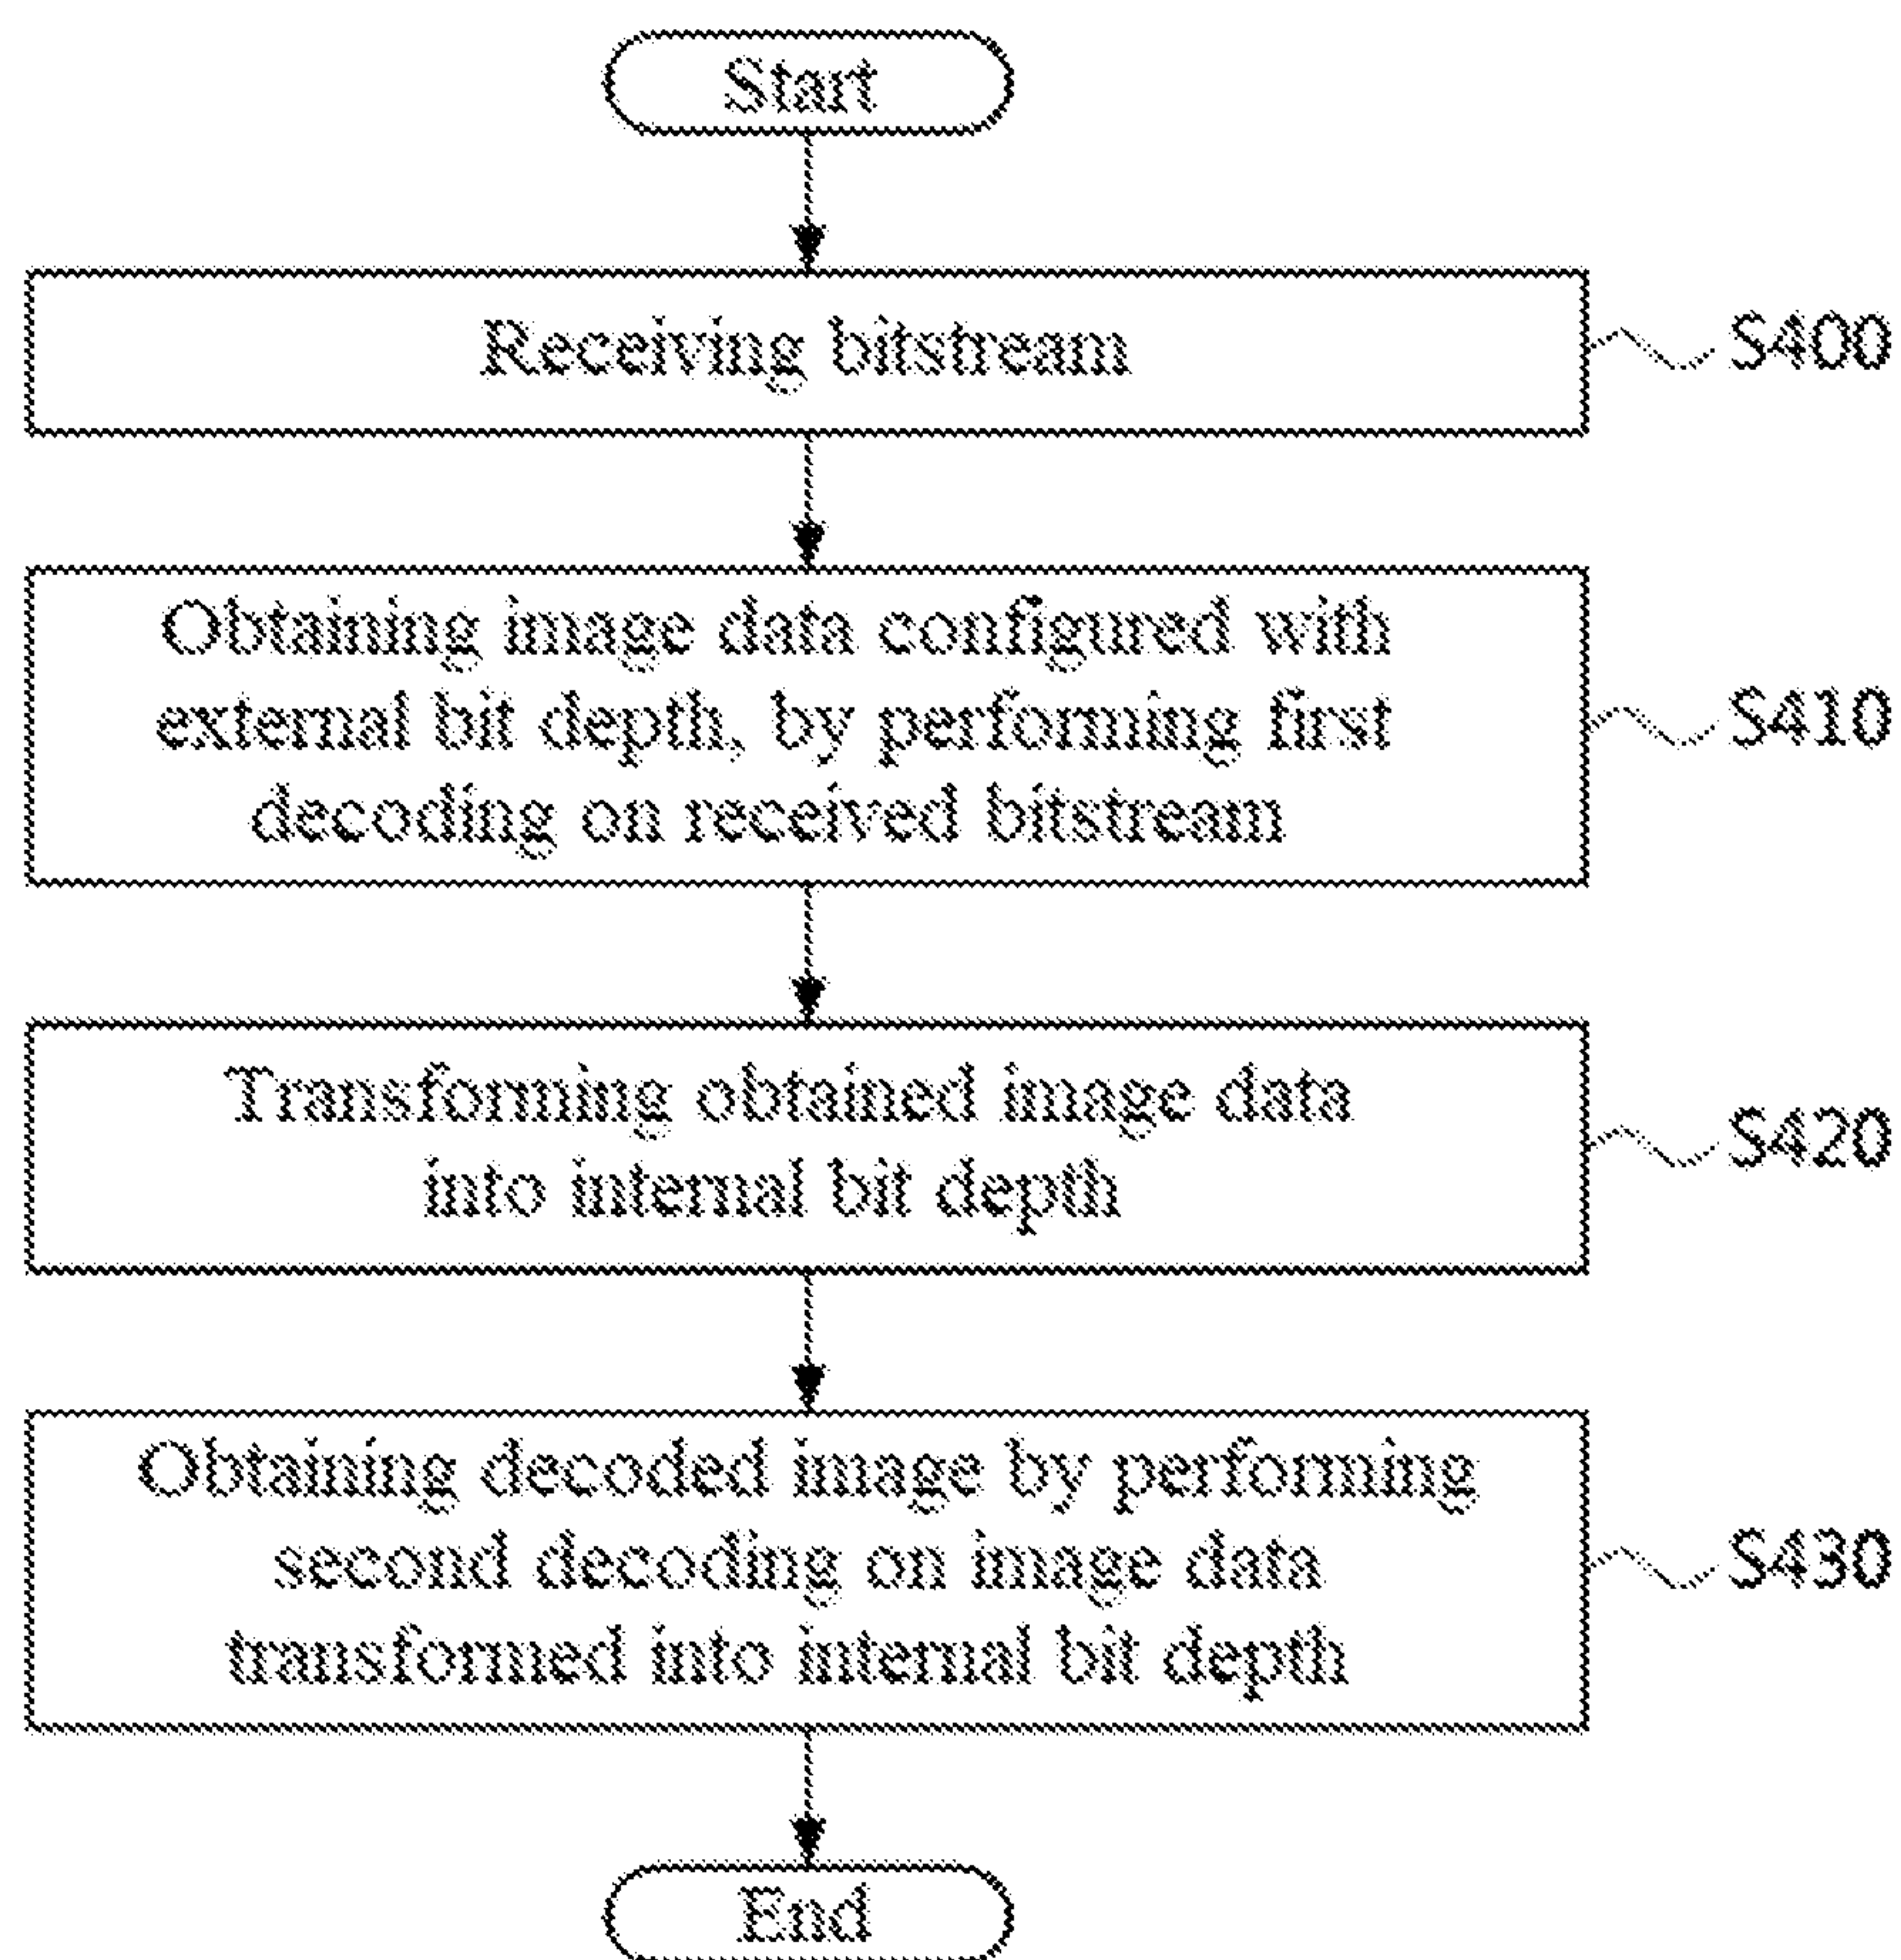 Start
Receiving bitstream
S400
Obtaining image data configured with
external bit depth, by performing first
decoding on received bitstream
S410
Transforming obtained image data
into internal bit depth
S420
Obtaining decoded image by performing
second decoding on image data
transformed into internal bit depth
S430
End